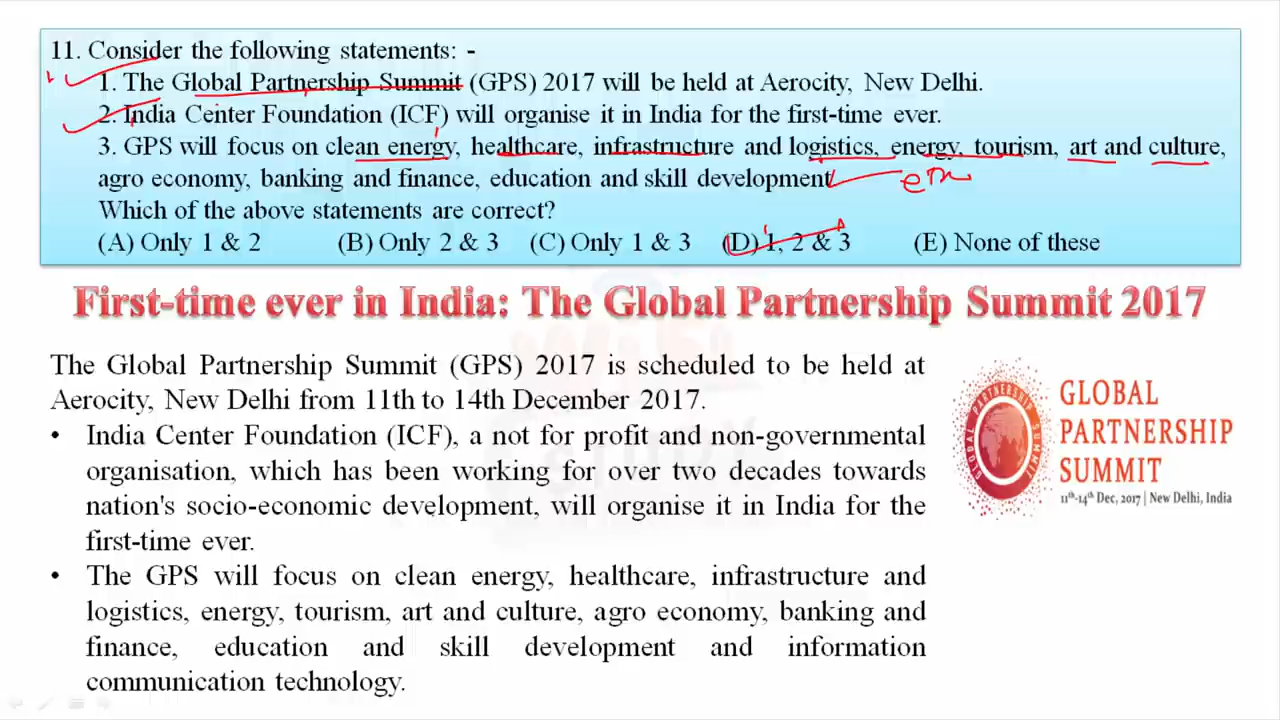 11. Consider the following statements: -
1. The Global Partnership Summit (GPS) 2017 will be held at Aerocity, New Delhi.
2. India Center Foundation (ICF) will organise it in India for the first-time ever.
3. GPS will focus on clean energy, healthcare, infrastructure and logistics, energy, tourism, art and culture,
agro economy, banking and finance, education and skill development
Which of the above statements are correct?
(A) Only 1 & 2 (B) Only 2 & 3 (C) Only 1 & 3 (D) 1, 2 & 3 (E) None of these
First-time ever in India: The Global Partnership Summit 2017
The Global Partnership Summit (GPS) 2017 is scheduled to be held at
Aerocity, New Delhi from 11th to 14th December 2017.
• India Center Foundation (ICF), a not for profit and non-governmental
organisation, which has been working for over two decades towards
nation's socio-economic development, will organise it in India for the
first-time ever.
• The GPS will focus on clean energy, healthcare, infrastructure and
logistics, energy, tourism, art and culture, agro economy, banking and
finance, education and skill development and information
communication technology.
GLOBAL PARTNERSHIP SUMMIT
GLOBAL
PARTNERSHIP
SUMMIT
11th-14th Dec, 2017 | New Delhi, India